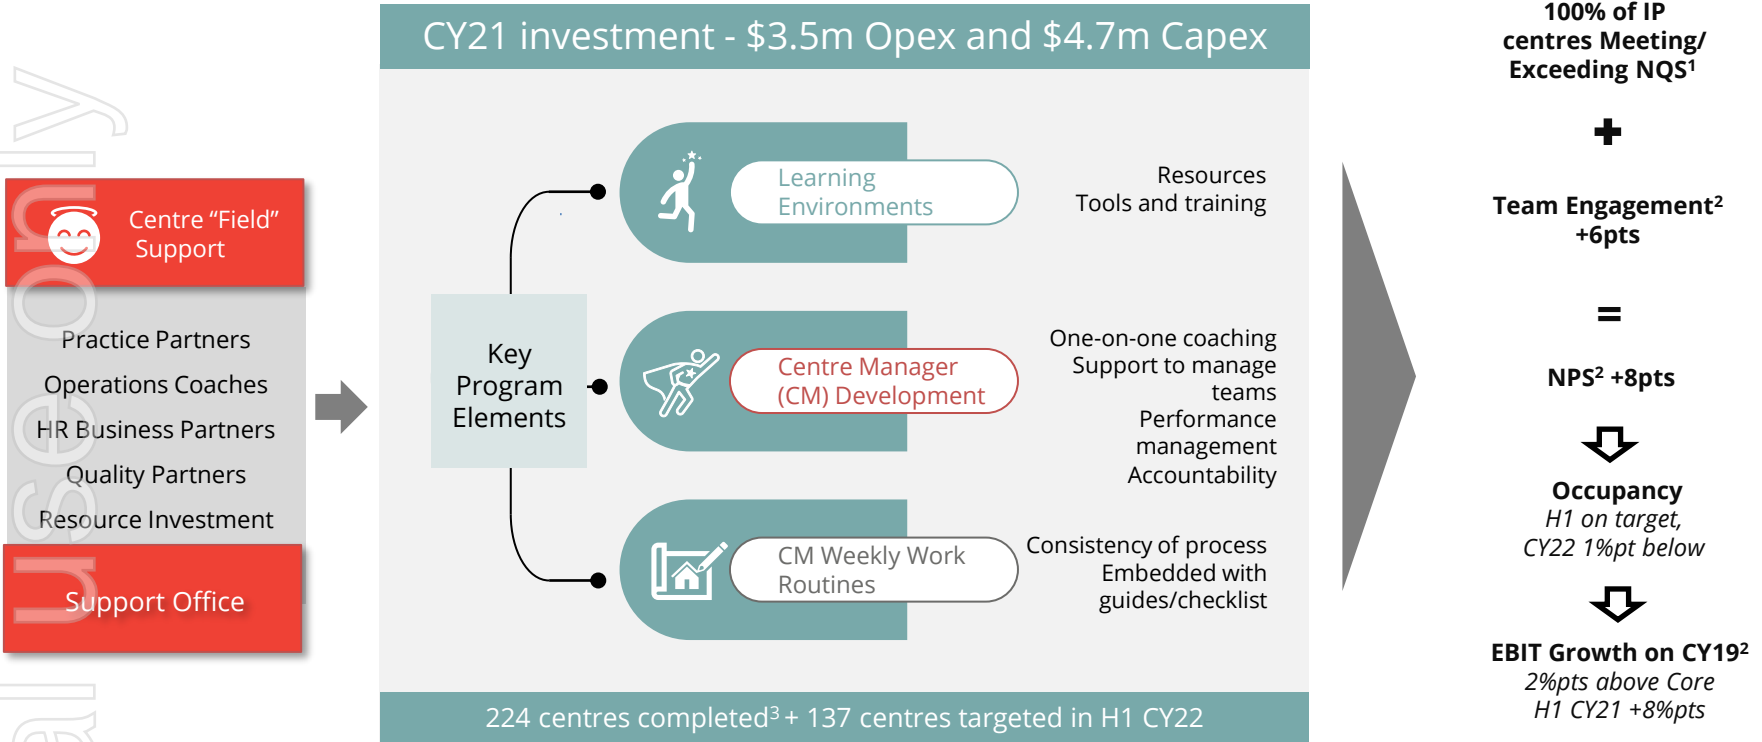 CY21 investment - $3.5m Opex and $4.7m Capex
Centre “Field”
Support
Practice Partners
Operations Coaches
HR Business Partners
Quality Partners
Resource Investment
Support Office
Key
Program
Elements
Learning
Environments
Resources
Tools and training
Centre Manager
(CM) Development
One-on-one coaching
Support to manage
teams
Performance
management
Accountability
CM Weekly Work
Routines
Consistency of process
Embedded with
guides/checklist
224 centres completed³ + 137 centres targeted in H1 CY22
100% of IP
centres Meeting/
Exceeding NQS¹
+
Team Engagement²
+6pts
=
NPS² +8pts
Occupancy
H1 on target,
CY22 1%pt below
EBIT Growth on CY19²
2%pts above Core
H1 CY21 +8%pts
al use only